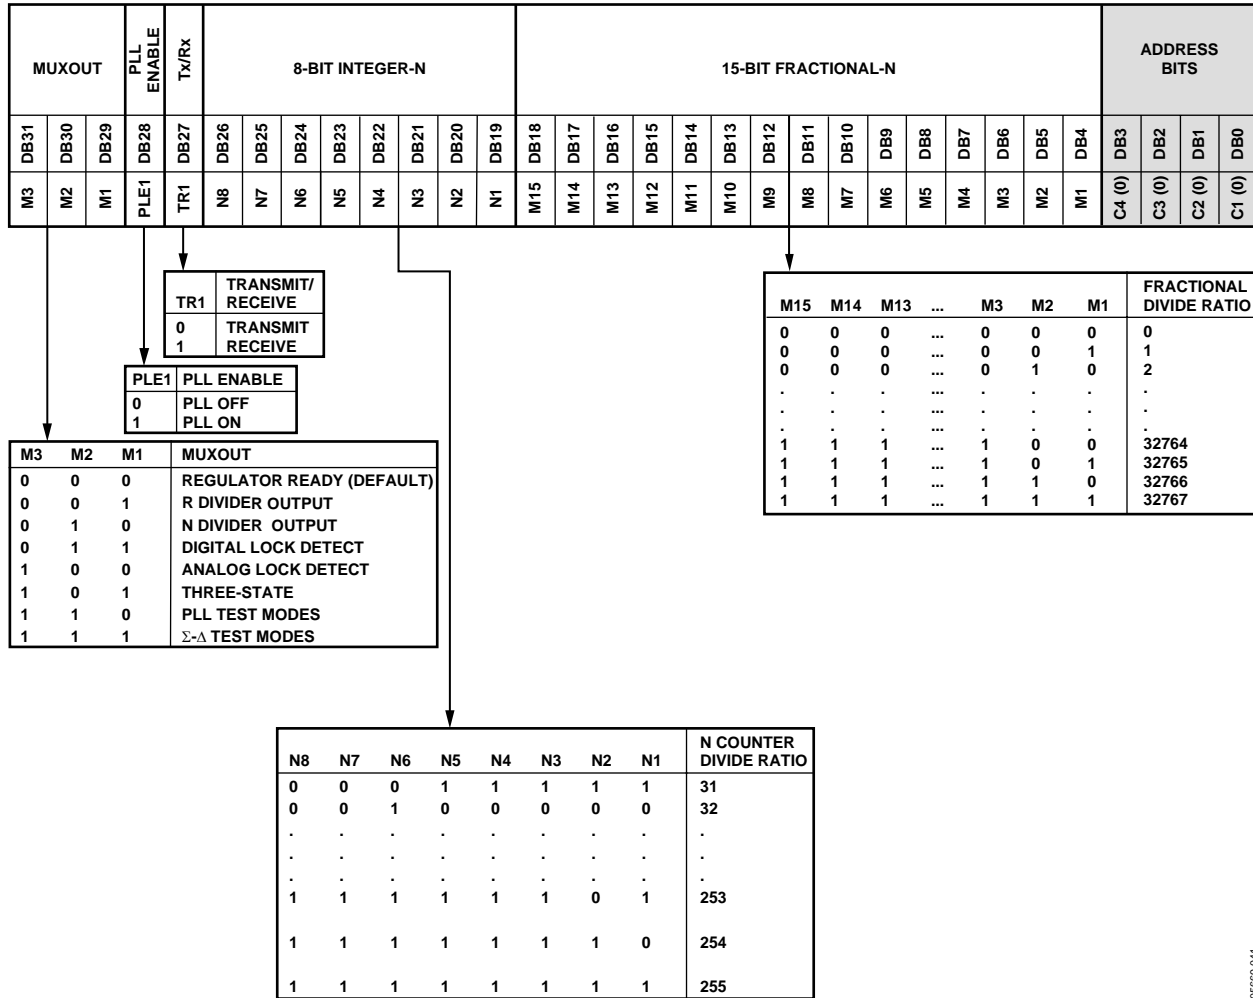 MUXOUT PLL ENABLE Tx/Rx 8-BIT INTEGER-N 15-BIT FRACTIONAL-N ADDRESS BITS
DB31 DB30 DB29 DB28 DB27 DB26 DB25 DB24 DB23 DB22 DB21 DB20 DB19 DB18 DB17 DB16 DB15 DB14 DB13 DB12 DB11 DB10 DB9 DB8 DB7 DB6 DB5 DB4 DB3 DB2 DB1 DB0
M3 M2 M1 PLE1 TR1 N8 N7 N6 N5 N4 N3 N2 N1 M15 M14 M13 M12 M11 M10 M9 M8 M7 M6 M5 M4 M3 M2 M1 C4 (0) C3 (0) C2 (0) C1 (0)
TR1 TRANSMIT/
RECEIVE
0 TRANSMIT
1 RECEIVE
PLE1 PLL ENABLE
0 PLL OFF
1 PLL ON
M3 M2 M1 MUXOUT
0 0 0 REGULATOR READY (DEFAULT)
0 0 1 R DIVIDER OUTPUT
0 1 0 N DIVIDER OUTPUT
0 1 1 DIGITAL LOCK DETECT
1 0 0 ANALOG LOCK DETECT
1 0 1 THREE-STATE
1 1 0 PLL TEST MODES
1 1 1 Σ-Δ TEST MODES
M15 M14 M13 ... M3 M2 M1 FRACTIONAL
DIVIDE RATIO
0 0 0 ... 0 0 0 0
0 0 0 ... 0 0 1 1
0 0 0 ... 0 1 0 2
. . . ... . . . .
. . . ... . . . .
. . . ... . . . .
1 1 1 ... 1 0 0 32764
1 1 1 ... 1 0 1 32765
1 1 1 ... 1 1 0 32766
1 1 1 ... 1 1 1 32767
N8 N7 N6 N5 N4 N3 N2 N1 N COUNTER
DIVIDE RATIO
0 0 0 1 1 1 1 1 31
0 0 1 0 0 0 0 0 32
. . . . . . . . .
. . . . . . . . .
. . . . . . . . .
1 1 1 1 1 1 0 1 253
1 1 1 1 1 1 1 0 254
1 1 1 1 1 1 1 1 255